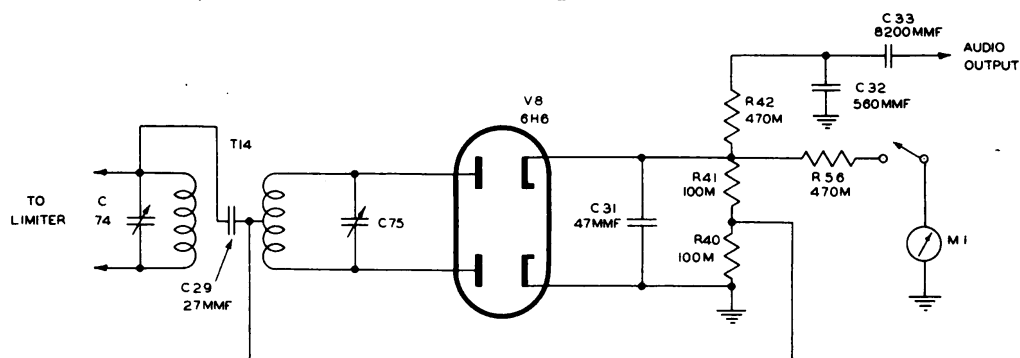 C33
8200MMF
AUDIO
OUTPUT
C32
560MMF
R42
470M
V8
6H6
T14
TO
LIMITER
C
74
C75
C29
27MMF
C31
47MMF
R41
100M
R40
100M
R56
470M
M1